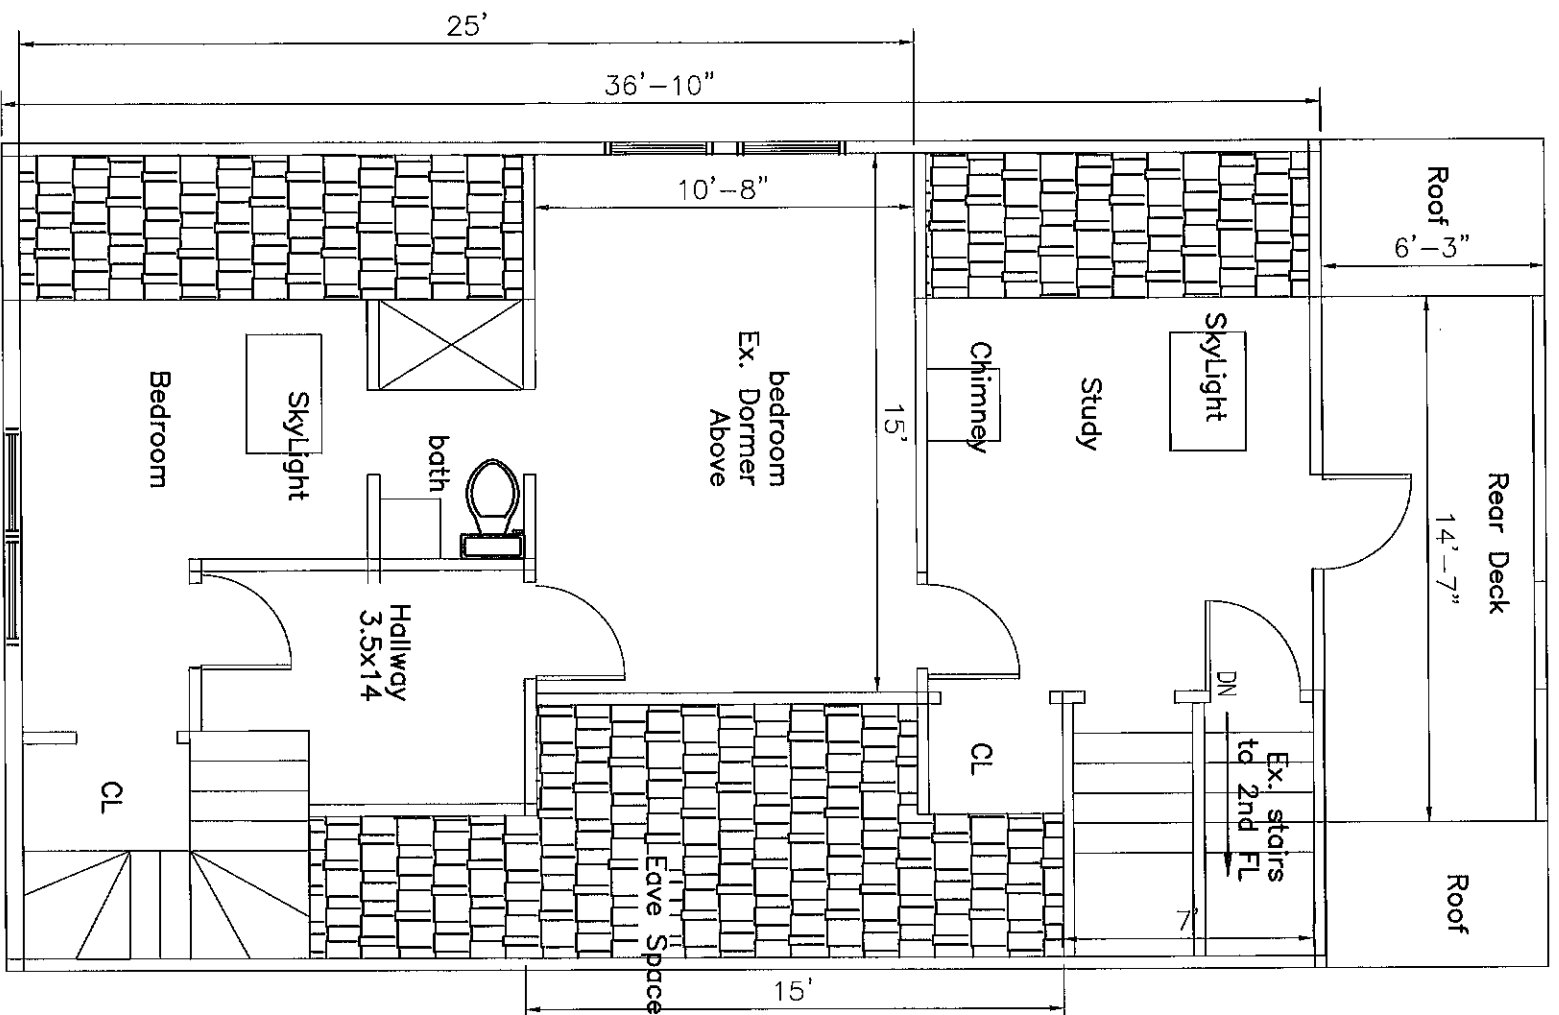 25'
36'-10"
10'-8"
Roof
6'-3"
SkyLight
Chimney
Study
bedroom
Ex. Dormer
Above
15'
Bedroom
SkyLight
bath
Rear Deck
14'-7"
Hallway
3.5x14
DN
CL
Ex. stairs
to 2nd FL
CL
Eave Space
Roof
7'
15'